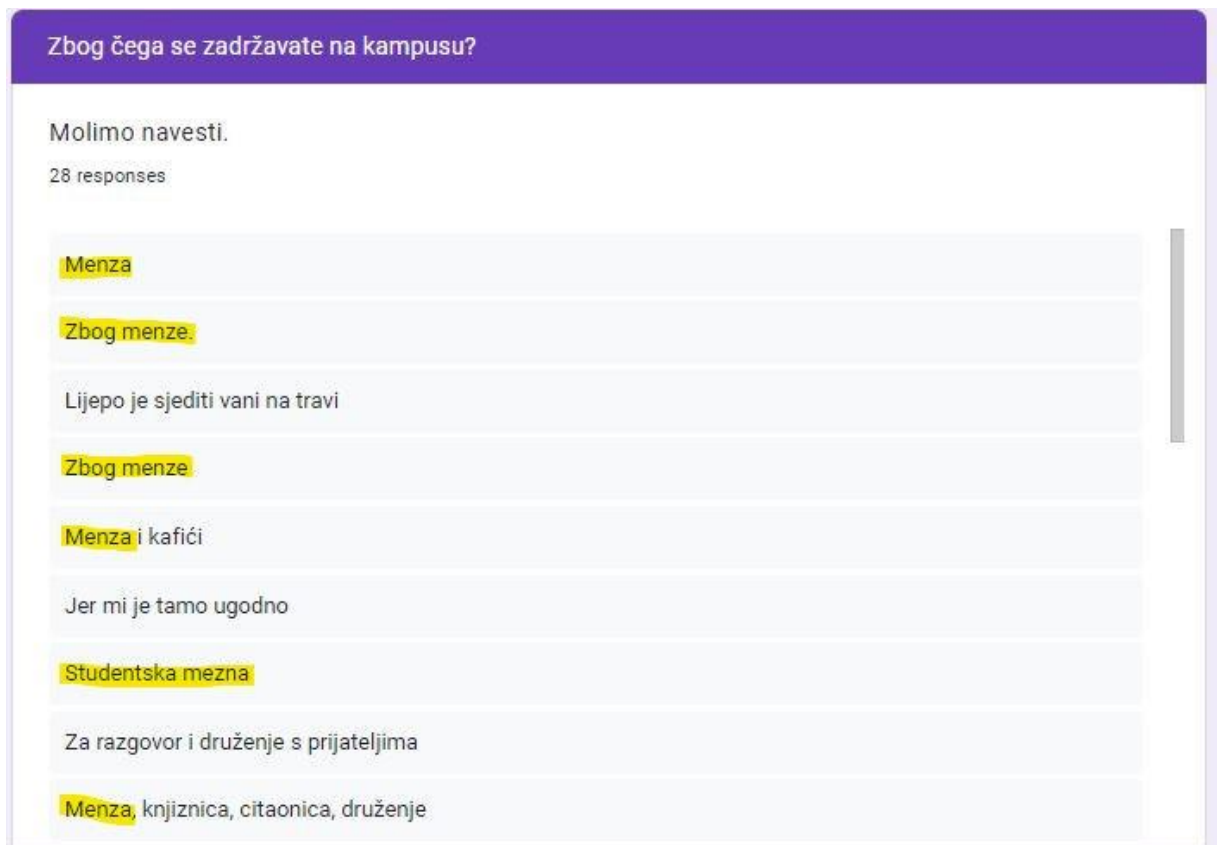 Zbog čega se zadržavate na kampusu?
Molimo navesti.
28 responses
Menza
Zbog menze.
Lijepo je sjediti vani na travi
Zbog menze
Menza i kafići
Jer mi je tamo ugodno
Studentska mezna
Za razgovor i druženje s prijateljima
Menza, knjiznica, citaonica, druženje